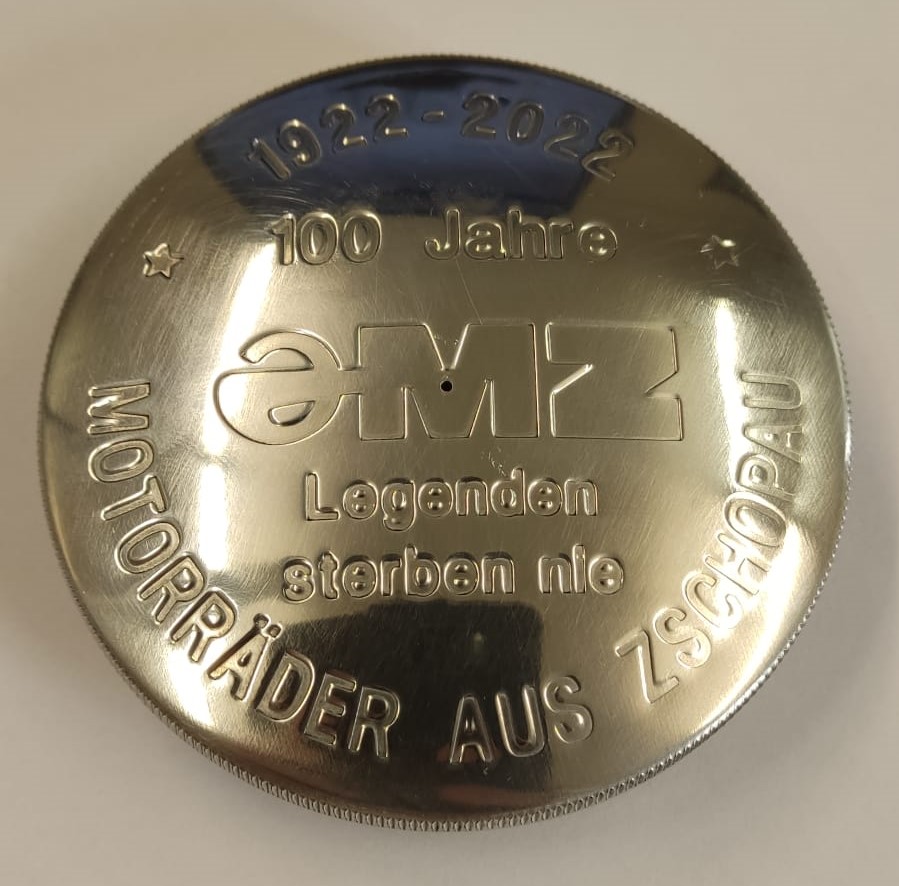 1922-2022
100 Jahre
MZ
Legenden
sterben nie
MOTORRÄDER AUS ZSCHOPAU